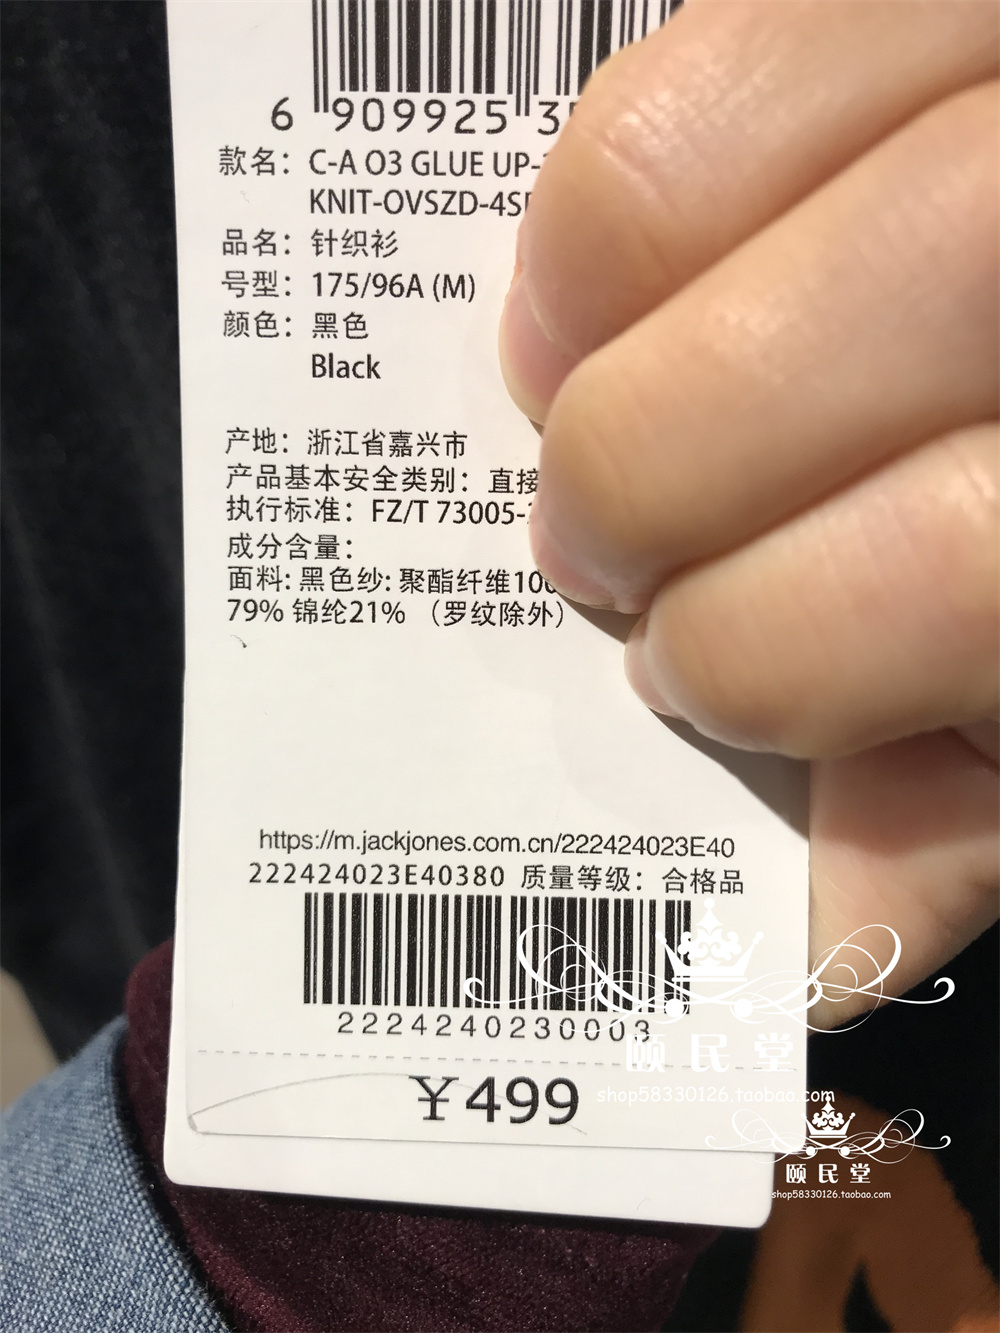 6 909925 3
款名：C-A O3 GLUE UP-
KNIT-OVSZD-4S
品名：针织衫
号型：175/96A (M)
颜色：黑色
Black
产地：浙江省嘉兴市
产品基本安全类别：直接
执行标准：FZ/T 73005-
成分含量：
面料: 黑色纱: 聚酯纤维100
79% 锦纶21% （罗纹除外）
https://m.jackjones.com.cn/222424023E40
222424023E40380 质量等级：合格品
2224240230003
¥499
颐民堂
shop58330126.taobao.com
颐民堂
shop58330126.taobao.com